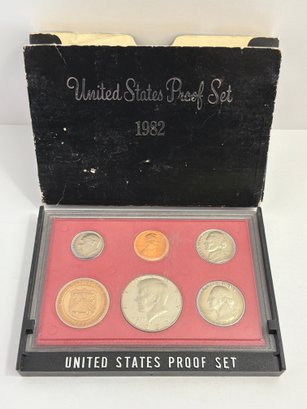 United States Proof Set
1982
UNITED STATES PROOF SET